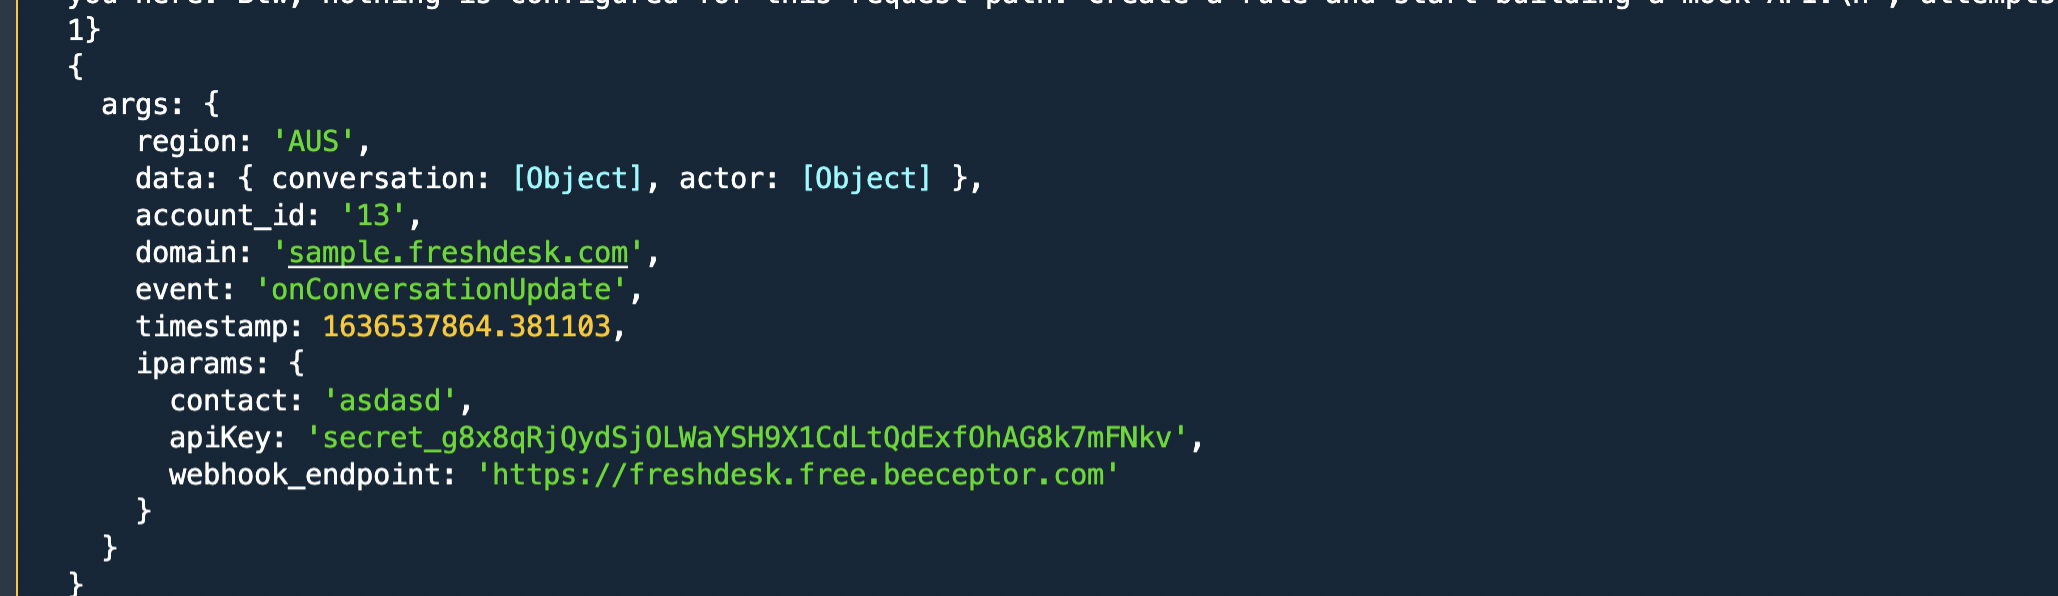 you here. Btw, nothing is configured for this request path. Create a rule and start building a mock API.\n', attempts
1}
{
args: {
region: 'AUS',
data: { conversation: [Object], actor: [Object] },
account_id: '13',
domain: 'sample.freshdesk.com',
event: 'onConversationUpdate',
timestamp: 1636537864.381103,
iparams: {
contact: 'asdasd',
apiKey: 'secret_g8x8qRjQydSjOLWaYSH9X1CdLtQdExfOhAG8k7mFNkv',
webhook_endpoint: 'https://freshdesk.free.beeceptor.com'
}
}
}